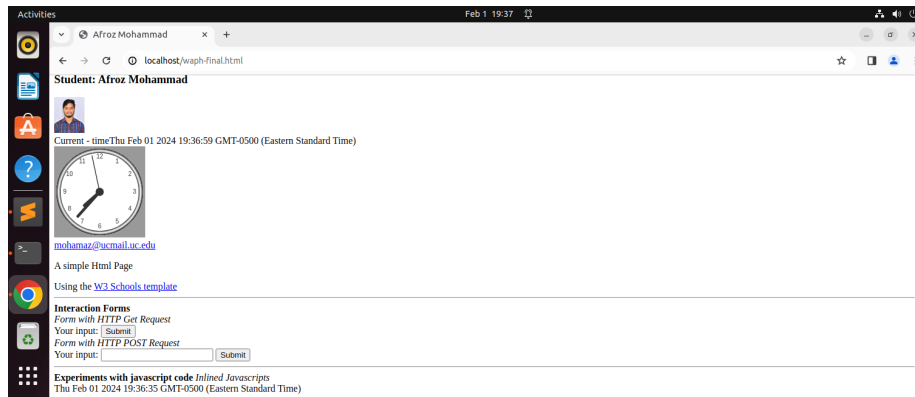 Activities
Feb 1 19:37
Afroz Mohammad
localhost/waph-final.html
Student: Afroz Mohammad
Current - timeThu Feb 01 2024 19:36:59 GMT-0500 (Eastern Standard Time)
12
11 1
10 2
9 3
8 4
7 5
6
mohamaz@ucmail.uc.edu
A simple Html Page
Using the W3 Schools template
Interaction Forms
Form with HTTP Get Request
Your input: Submit
Form with HTTP POST Request
Your input: Submit
Experiments with javascript code Inlined Javascripts
Thu Feb 01 2024 19:36:35 GMT-0500 (Eastern Standard Time)